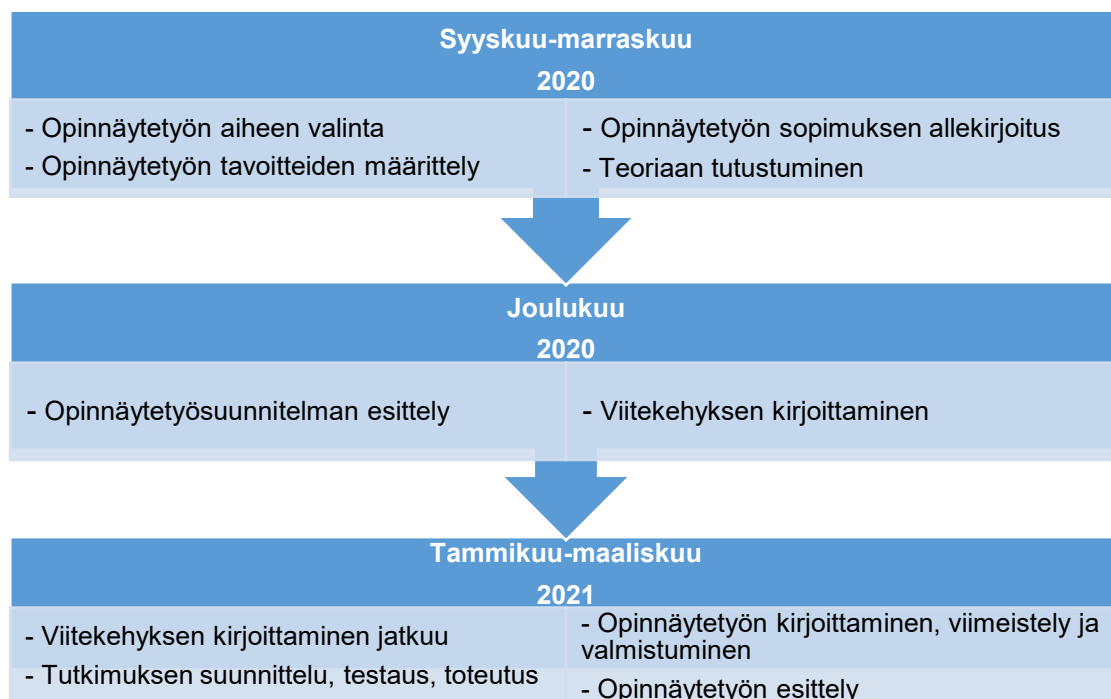 Syyskuu-marraskuu
2020
- Opinnäytetyön aiheen valinta
- Opinnäytetyön tavoitteiden määrittely
- Opinnäytetyön sopimuksen allekirjoitus
- Teoriaan tutustuminen
Joulukuu
2020
- Opinnäytetyösuunnitelman esittely
- Viitekehyksen kirjoittaminen
Tammikuu-maaliskuu
2021
- Viitekehyksen kirjoittaminen jatkuu
- Tutkimuksen suunnittelu, testaus, toteutus
- Opinnäytetyön kirjoittaminen, viimeistely ja
valmistuminen
- Opinnäytetyön esittely